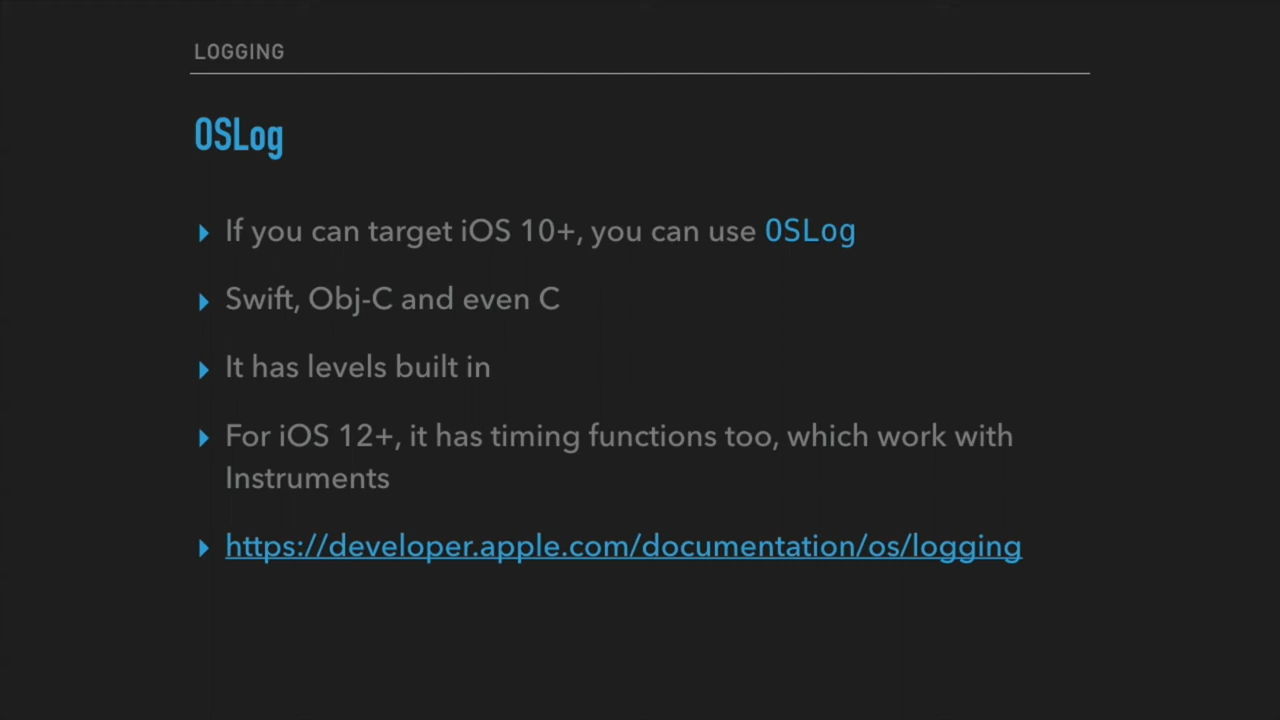 LOGGING
OSLog
If you can target iOS 10+, you can use OSLog
Swift, Obj-C and even C
It has levels built in
For iOS 12+, it has timing functions too, which work with
Instruments
https://developer.apple.com/documentation/os/logging